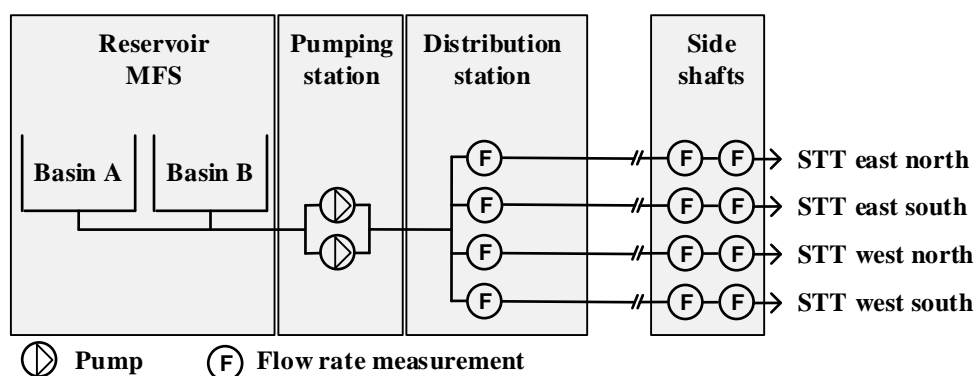 Reservoir
MFS
Pumping
station
Distribution
station
Side
shafts
Basin A
Basin B
F
F
F
STT east north
F
F
F
STT east south
F
F
F
STT west north
F
F
F
STT west south
Pump
F
Flow rate measurement